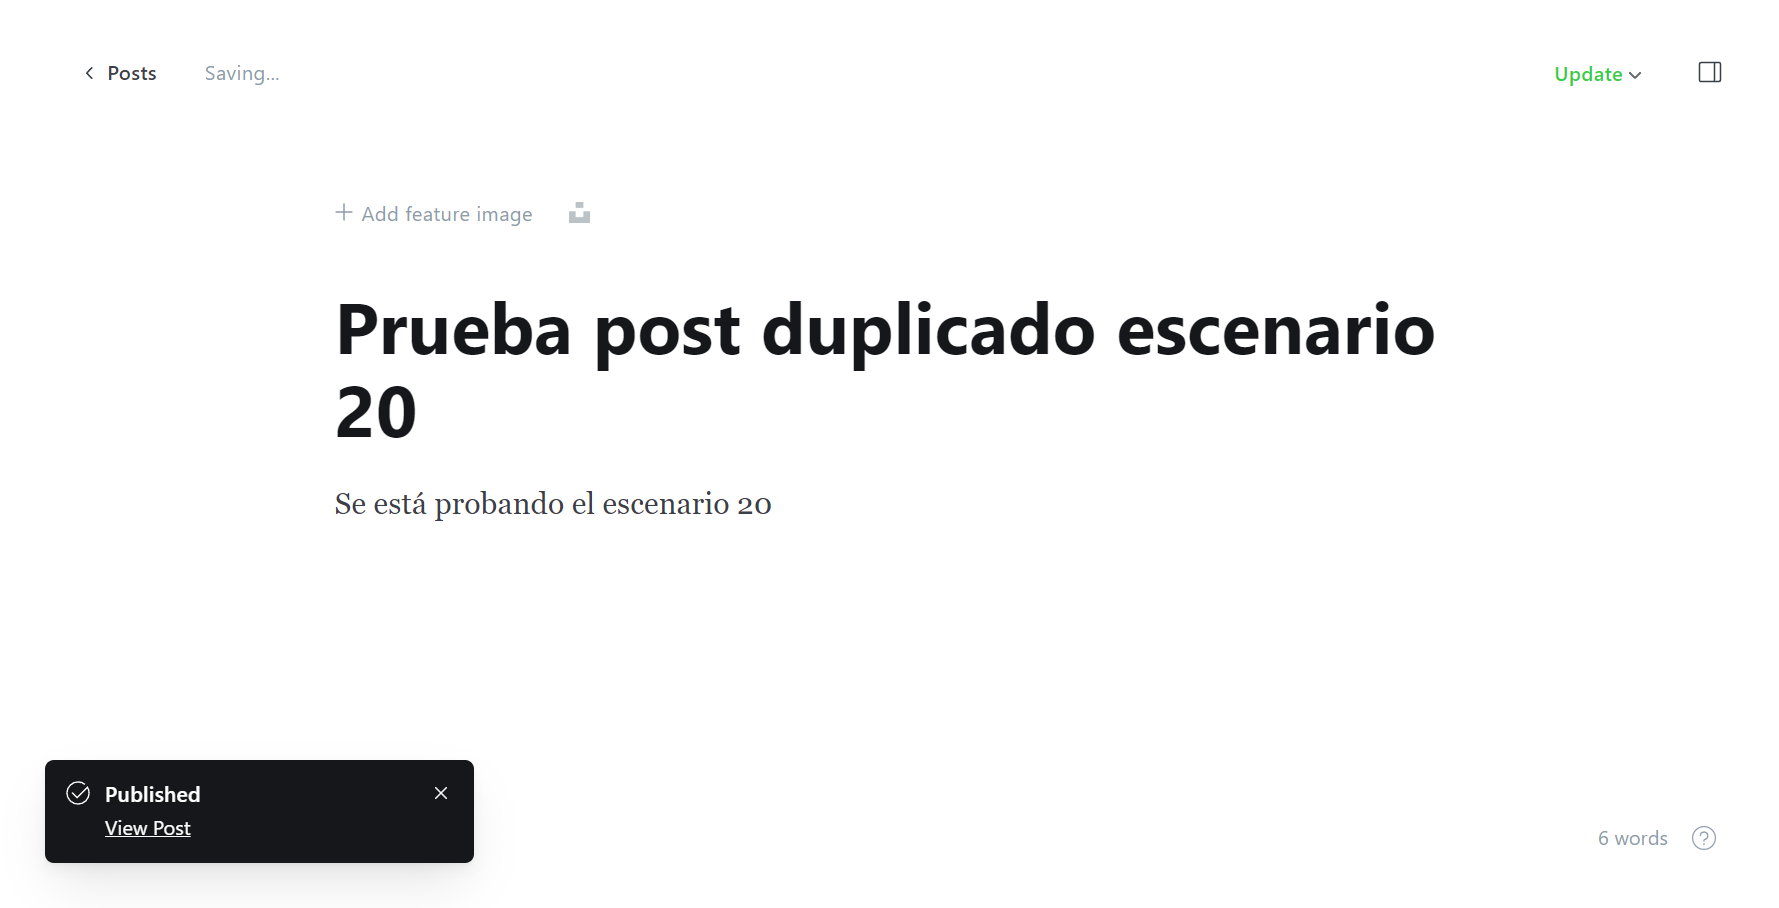 Posts
Saving...
Update
Add feature image
Prueba post duplicado escenario
20
Se está probando el escenario 20
Published
View Post
6 words
?